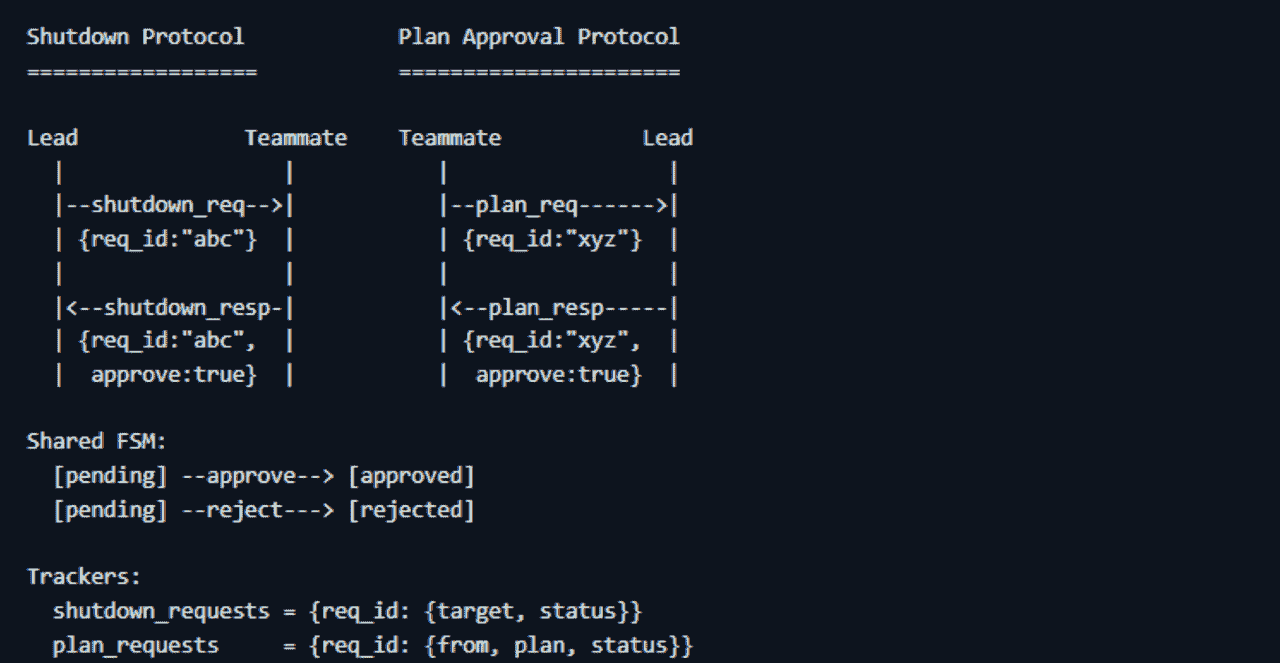 Shutdown Protocol            Plan Approval Protocol
==================           ======================
Lead             Teammate    Teammate           Lead
  |                 |           |                 |
  |--shutdown_req-->|           |--plan_req------>|
  | {req_id:"abc"}  |           | {req_id:"xyz"}  |
  |                 |           |                 |
  |<--shutdown_resp-|           |<--plan_resp-----|
  | {req_id:"abc",  |           | {req_id:"xyz",  |
  |  approve:true}  |           |  approve:true}  |
Shared FSM:
  [pending] --approve--> [approved]
  [pending] --reject---> [rejected]
Trackers:
  shutdown_requests = {req_id: {target, status}}
  plan_requests     = {req_id: {from, plan, status}}